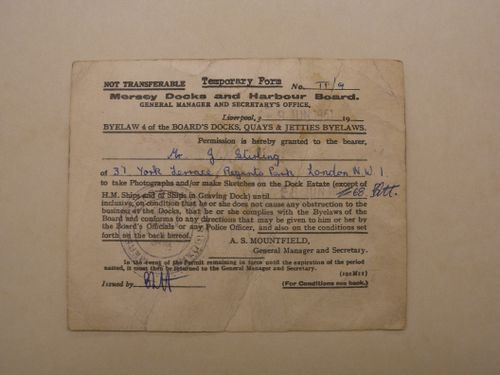 NOT TRANSFERABLE Temporary Form No. TP/9
Mersey Docks and Harbour Board.
GENERAL MANAGER AND SECRETARY'S OFFICE,
Liverpool, 3 JUN 19
BYELAW 4 of the BOARD'S DOCKS, QUAYS & JETTIES BYELAWS.
Permission is hereby granted to the bearer,
Mr J. Stirling
of 37 York Terrace, Regents Park, London N.W 1.
to take Photographs and/or make Sketches on the Dock Estate (except of
H.M. Ships and of Ships in Graving Dock) until
inclusive, on condition that he or she does not cause any obstruction to the
business at the Docks, that he or she complies with the Byelaws of the
Board and conforms to any directions that may be given to him or her by
the Board's Officials or any Police Officer, and also on the conditions set
forth on the back hereof.
A. S. MOUNTFIELD,
General Manager and Secretary.
In the event of the Permit remaining in force until the expiration of the period
named, it must then be returned to the General Manager and Secretary.
Issued by
(For Conditions see back.)